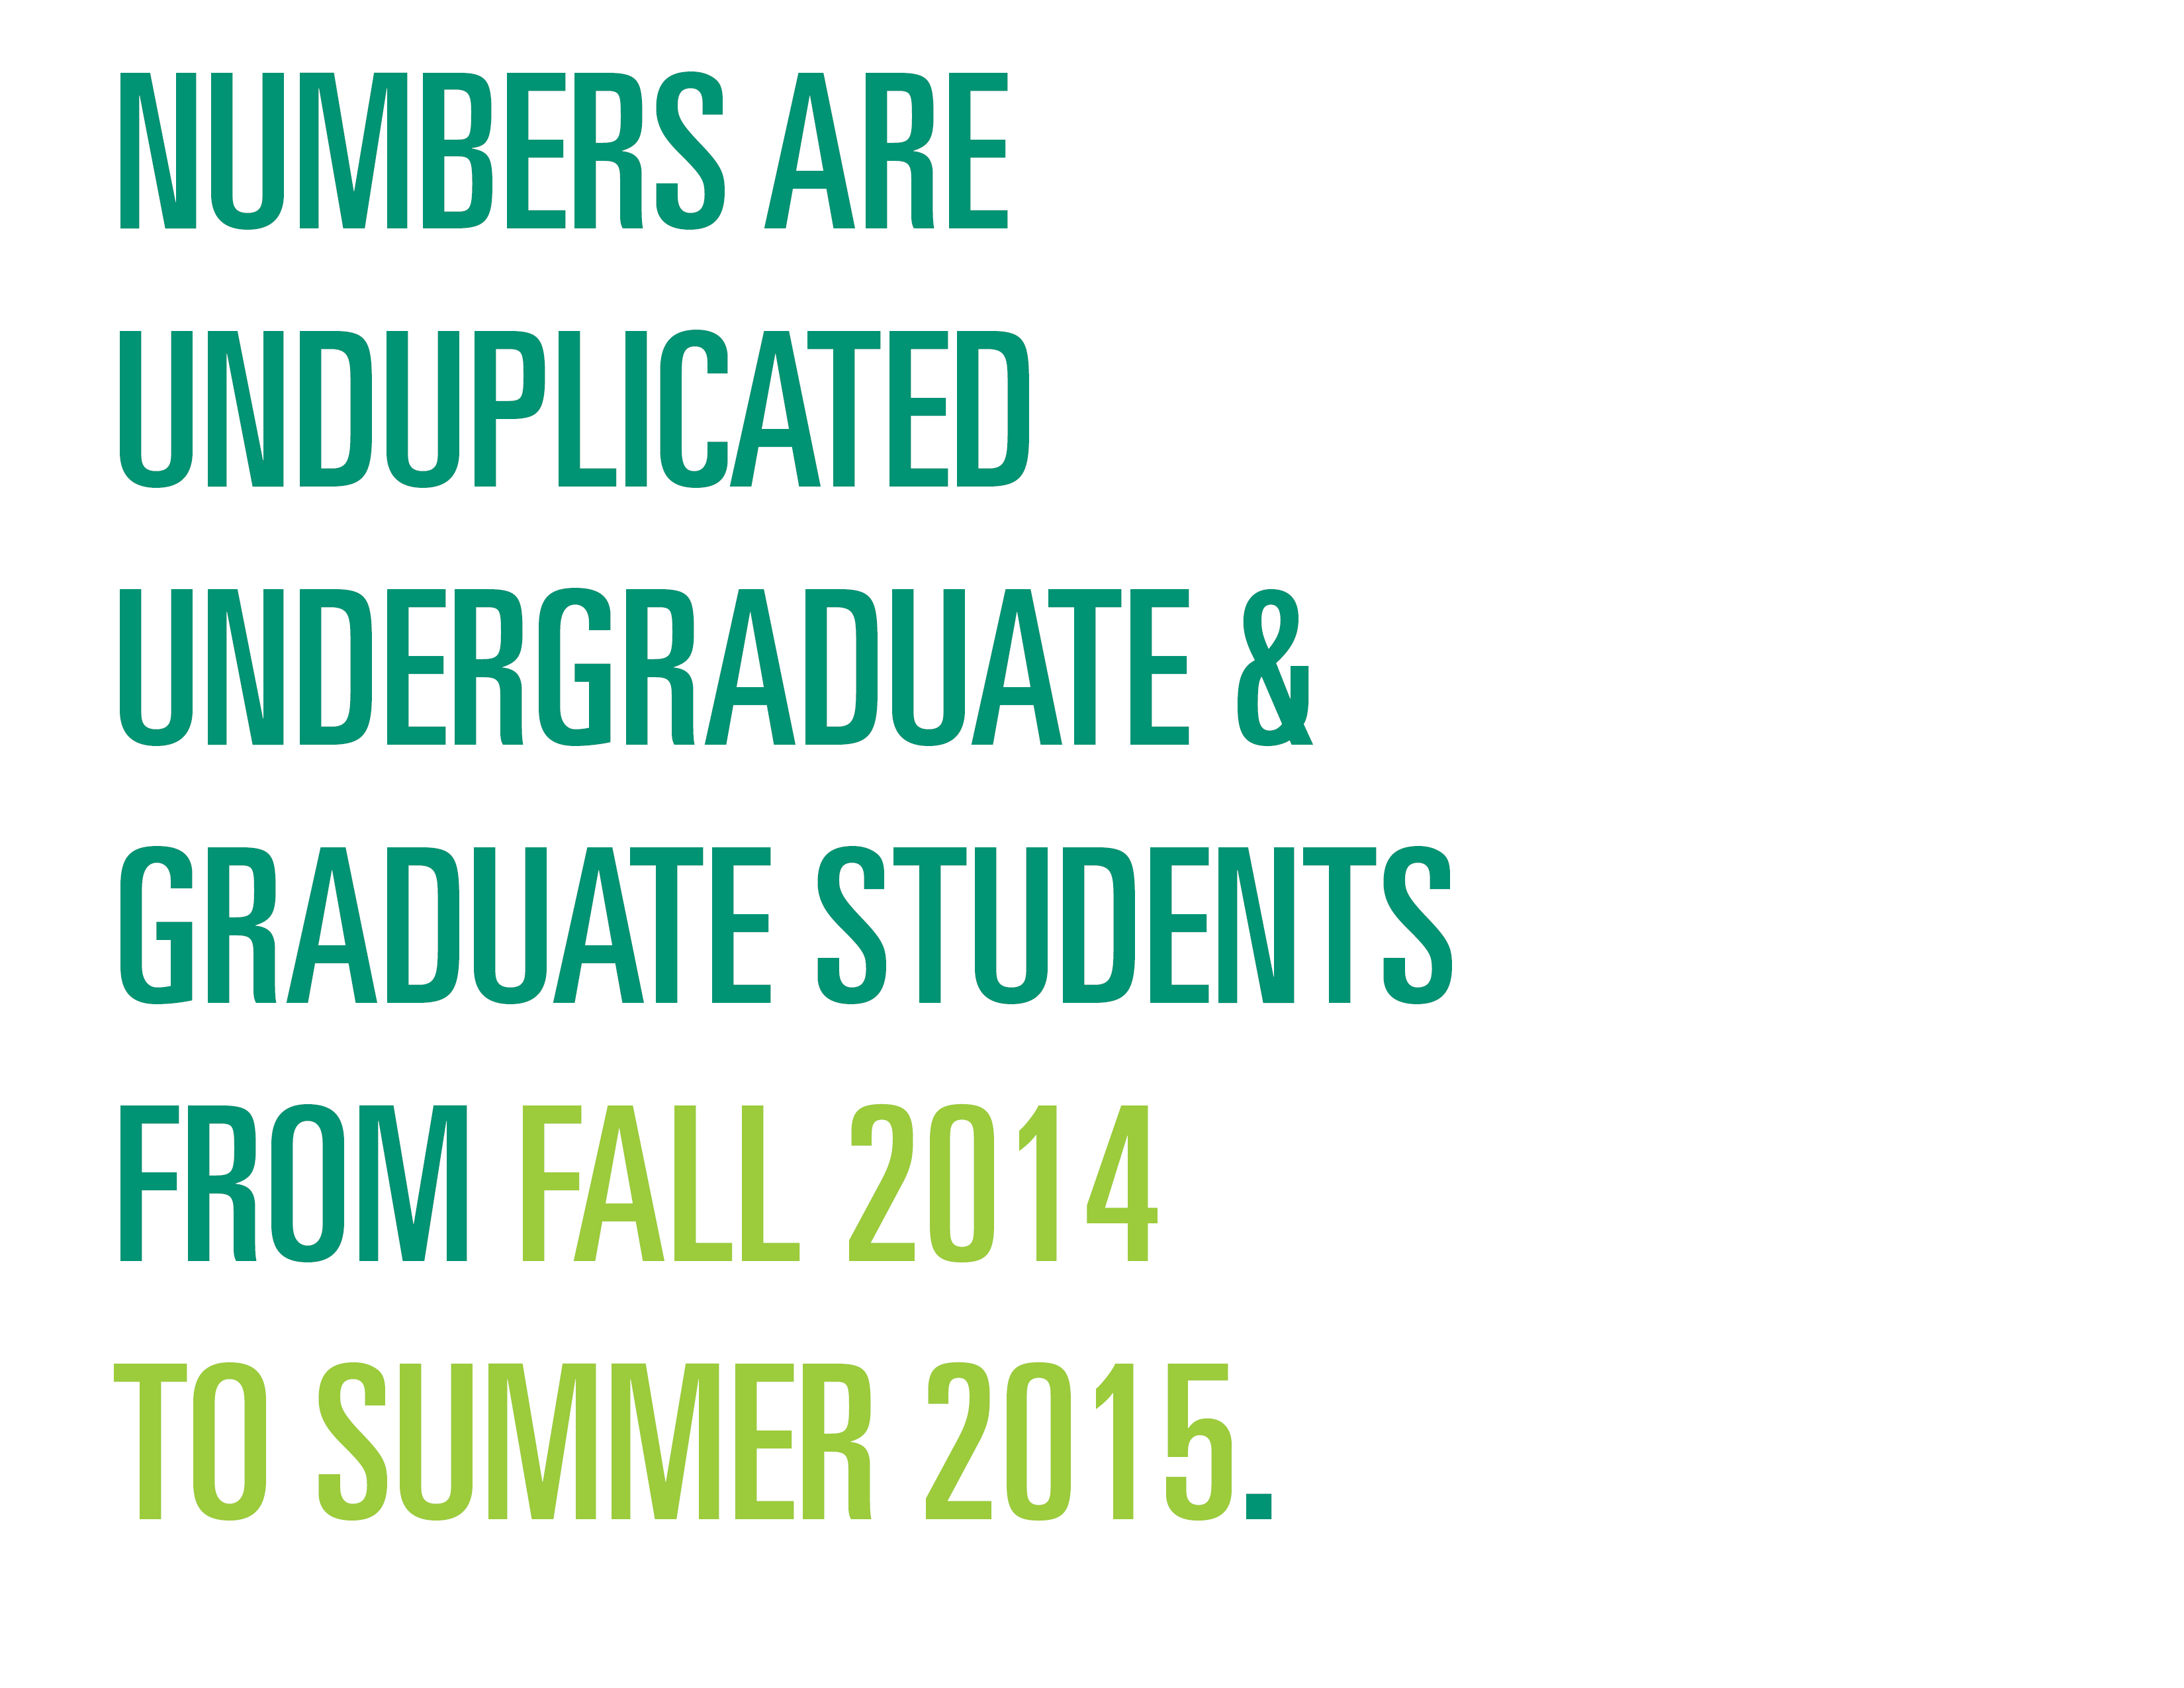 NUMBERS ARE
UNDUPLICATED
UNDERGRADUATE &
GRADUATE STUDENTS
FROM FALL 2014
TO SUMMER 2015.